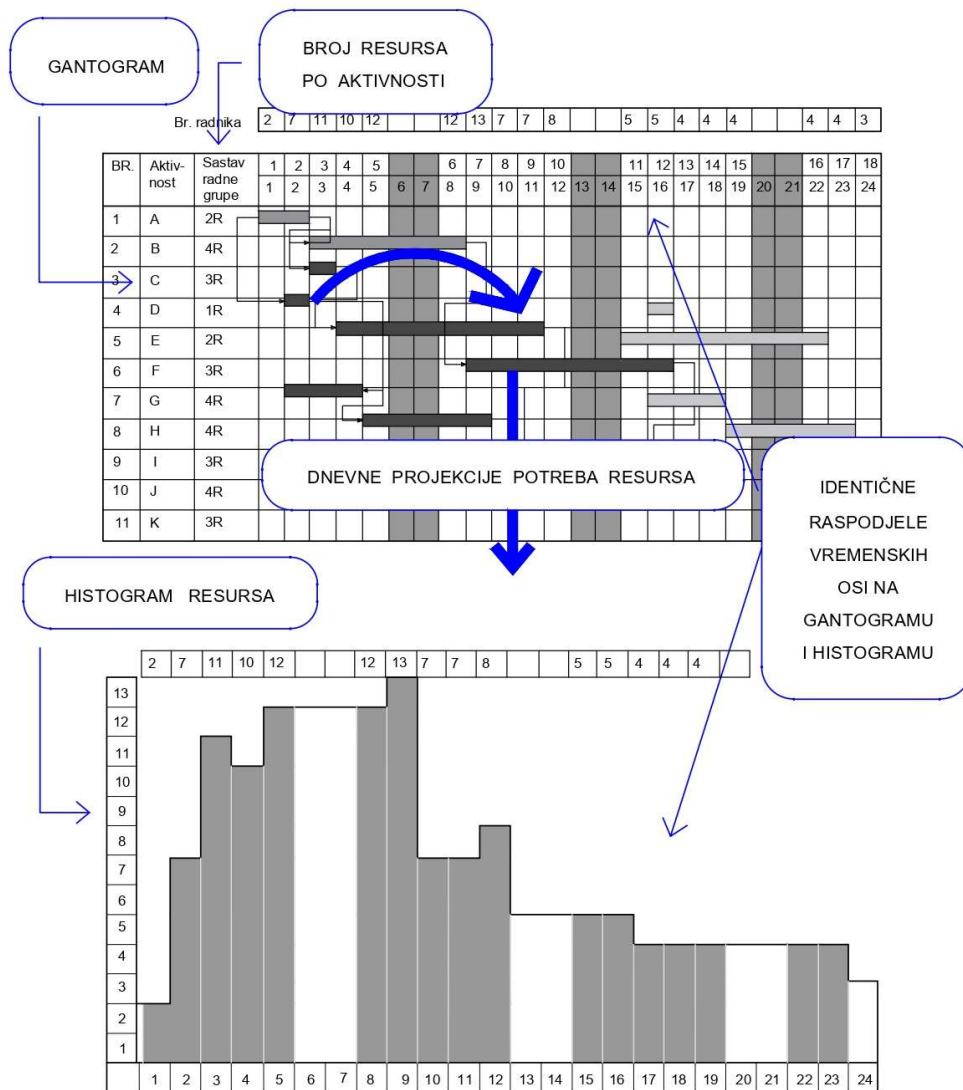 GANTOGRAM
BROJ RESURSA
PO AKTIVNOSTI
Br. radnika 2 7 11 10 12 12 13 7 7 8 5 5 4 4 4 4 4 3
BR. Aktiv- Sastav 1 2 3 4 5 6 7 8 9 10 11 12 13 14 15 16 17 18
nost radne
grupe 1 2 3 4 5 6 7 8 9 10 11 12 13 14 15 16 17 18 19 20 21 22 23 24
1 A 2R
2 B 4R
3 C 3R
4 D 1R
5 E 2R
6 F 3R
7 G 4R
8 H 4R
9 I 3R
10 J 4R
11 K 3R
DNEVNE PROJEKCIJE POTREBA RESURSA
IDENTIČNE
RASPODJELE
VREMENSKIH
OSI NA
GANTOGRAMU
I HISTOGRAMU
HISTOGRAM RESURSA
2 7 11 10 12 12 13 7 7 8 5 5 4 4 4
13
12
11
10
9
8
7
6
5
4
3
2
1
1 2 3 4 5 6 7 8 9 10 11 12 13 14 15 16 17 18 19 20 21 22 23 24